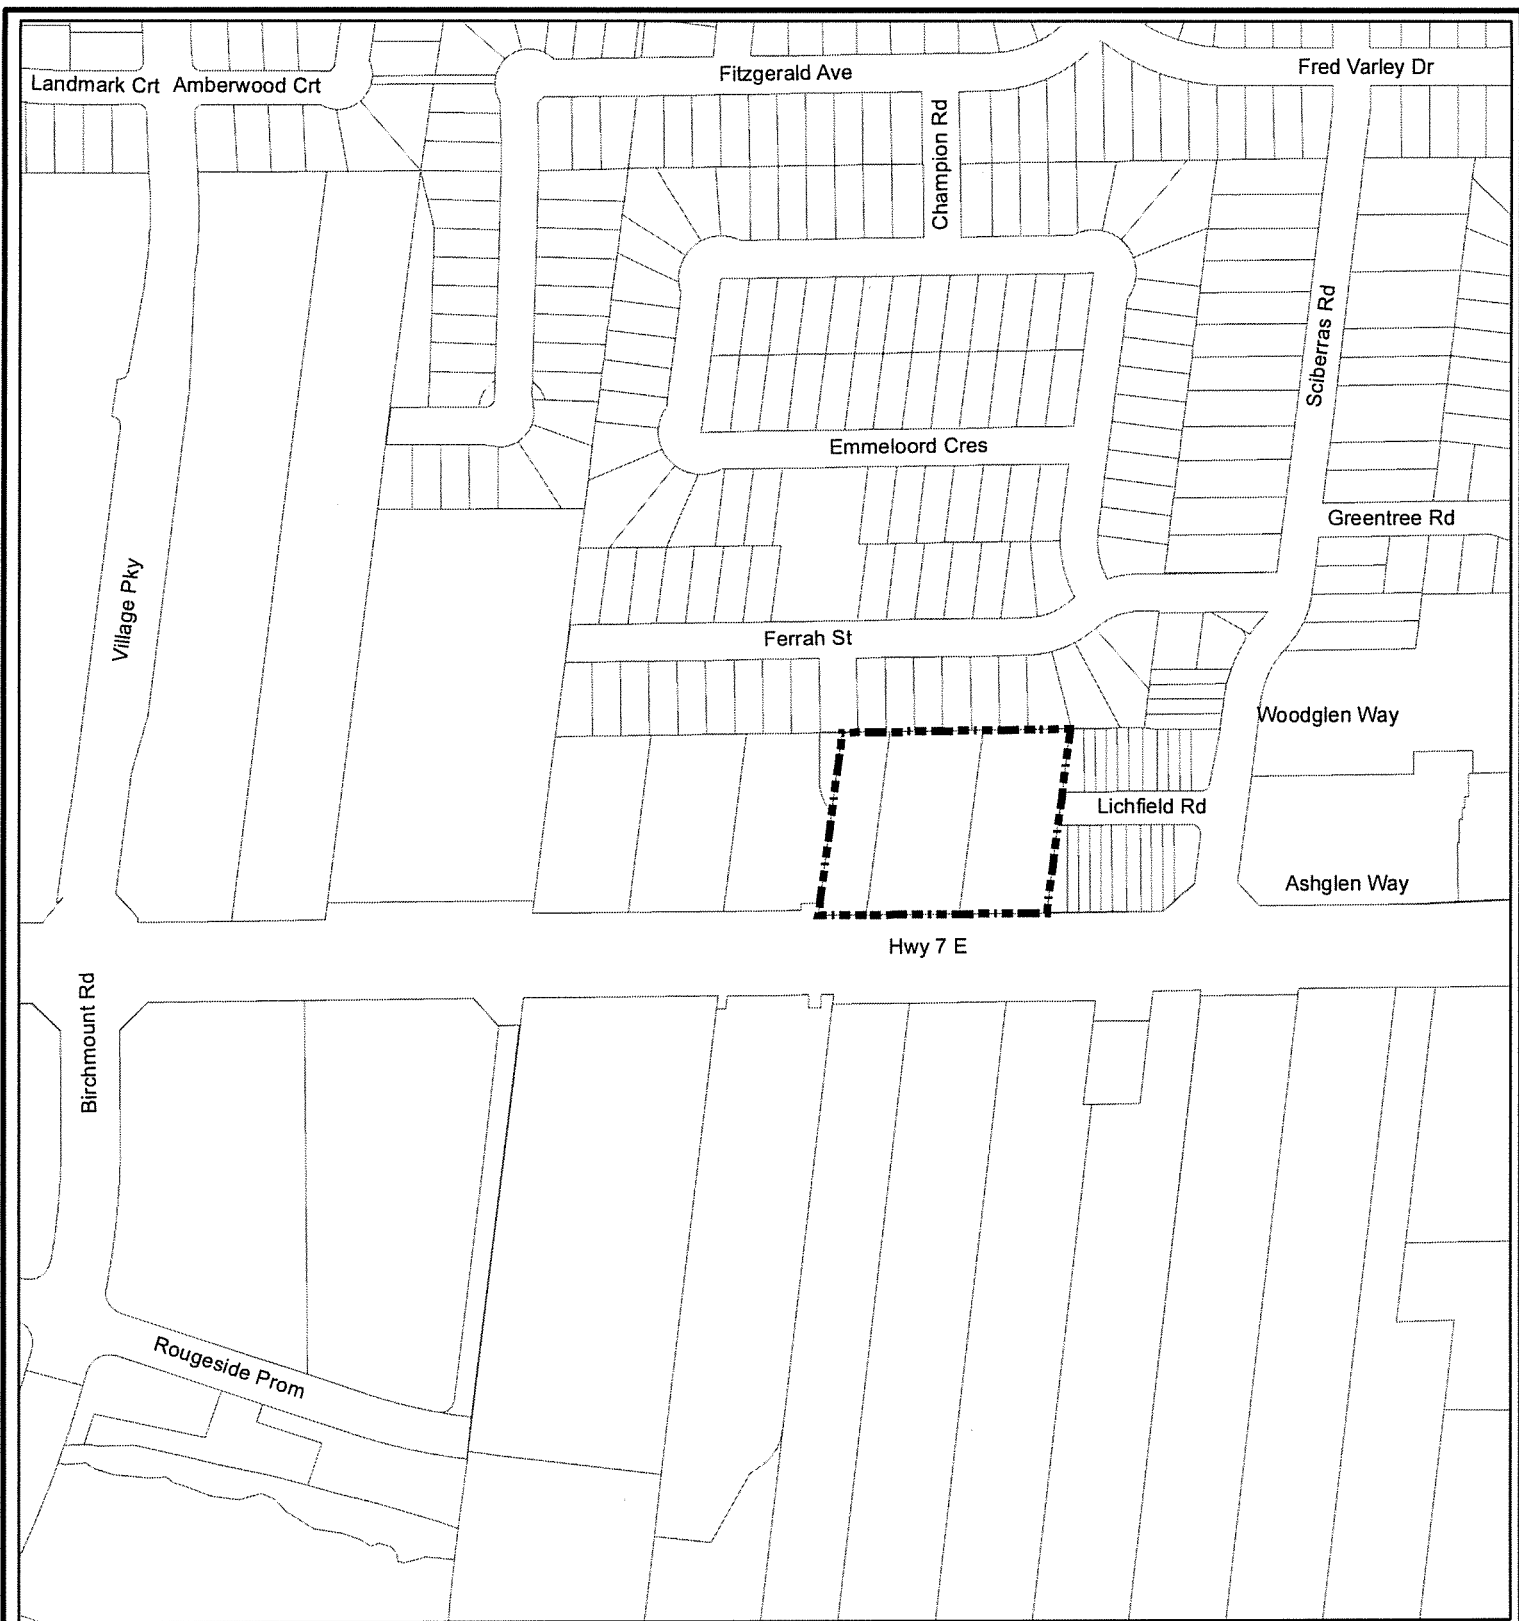 Landmark Crt
Amberwood Crt
Fitzgerald Ave
Fred Varley Dr
Champion Rd
Sciberras Rd
Emmeloord Cres
Greentree Rd
Village Pky
Ferrah St
Woodglen Way
Lichfield Rd
Ashglen Way
Hwy 7 E
Birchmount Rd
Rougeside Prom